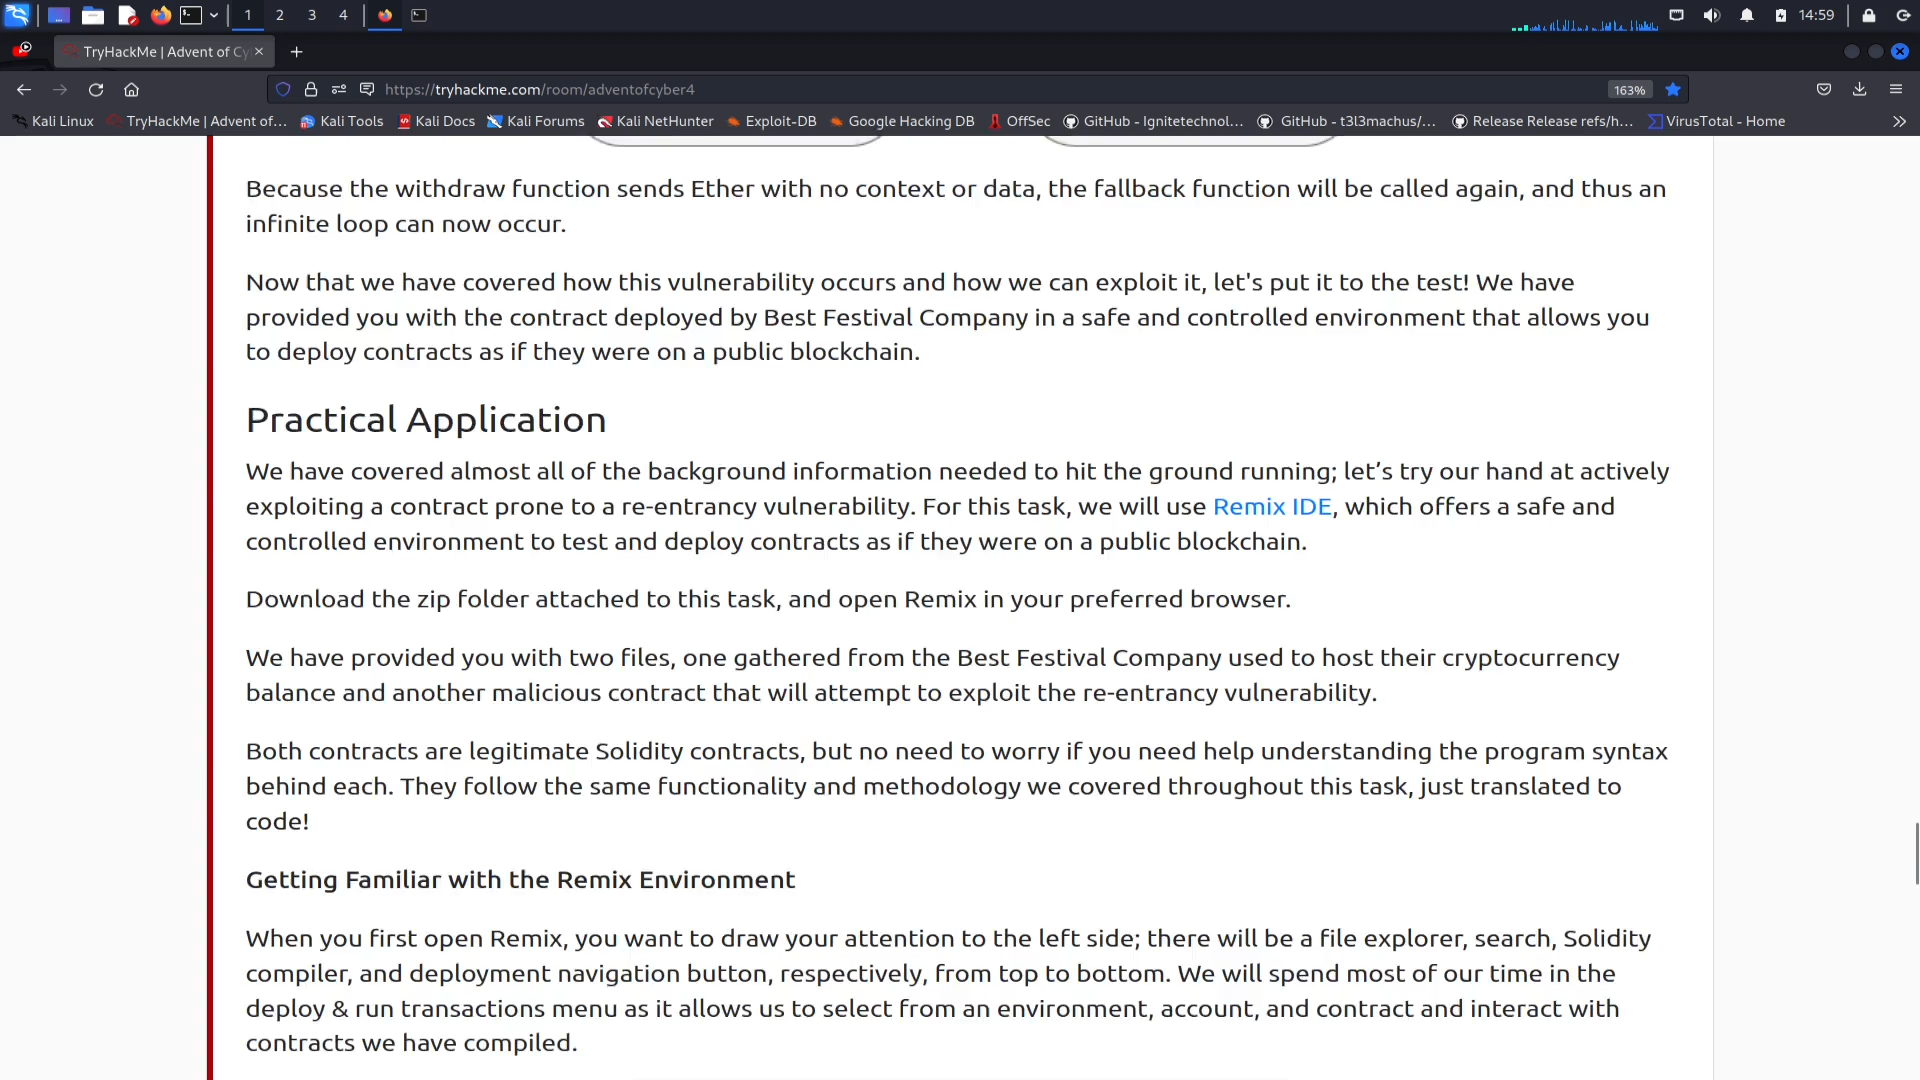 1 2 3 4 14:59
TryHackMe | Advent of Cy
https://tryhackme.com/room/adventofcyber4 163%
Kali Linux TryHackMe | Advent of... Kali Tools Kali Docs Kali Forums Kali NetHunter Exploit-DB Google Hacking DB OffSec GitHub - Ignitetechnol... GitHub - t3l3machus/... Release Release refs/h... VirusTotal - Home
Because the withdraw function sends Ether with no context or data, the fallback function will be called again, and thus an
infinite loop can now occur.
Now that we have covered how this vulnerability occurs and how we can exploit it, let's put it to the test! We have
provided you with the contract deployed by Best Festival Company in a safe and controlled environment that allows you
to deploy contracts as if they were on a public blockchain.
Practical Application
We have covered almost all of the background information needed to hit the ground running; let’s try our hand at actively
exploiting a contract prone to a re-entrancy vulnerability. For this task, we will use Remix IDE, which offers a safe and
controlled environment to test and deploy contracts as if they were on a public blockchain.
Download the zip folder attached to this task, and open Remix in your preferred browser.
We have provided you with two files, one gathered from the Best Festival Company used to host their cryptocurrency
balance and another malicious contract that will attempt to exploit the re-entrancy vulnerability.
Both contracts are legitimate Solidity contracts, but no need to worry if you need help understanding the program syntax
behind each. They follow the same functionality and methodology we covered throughout this task, just translated to
code!
Getting Familiar with the Remix Environment
When you first open Remix, you want to draw your attention to the left side; there will be a file explorer, search, Solidity
compiler, and deployment navigation button, respectively, from top to bottom. We will spend most of our time in the
deploy & run transactions menu as it allows us to select from an environment, account, and contract and interact with
contracts we have compiled.